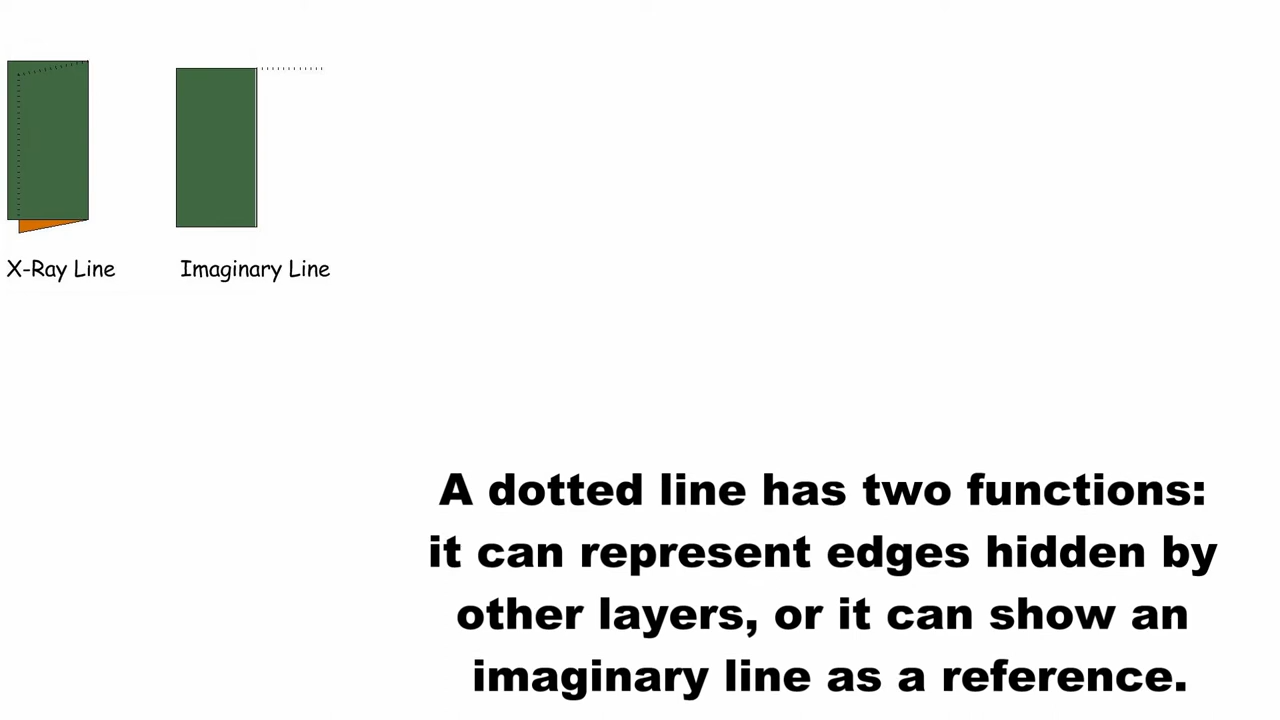 X-Ray Line
Imaginary Line
A dotted line has two functions:
it can represent edges hidden by
other layers, or it can show an
imaginary line as a reference.